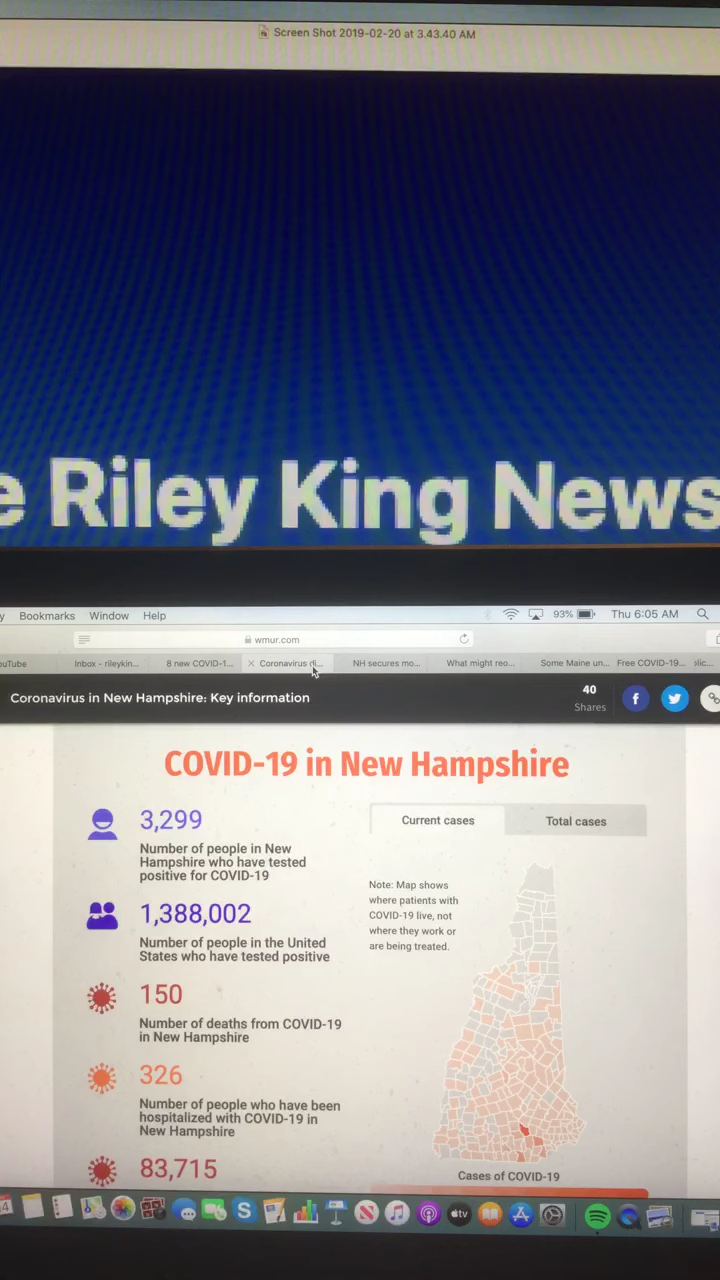 Screen Shot 2019-02-20 at 3.43.40 AM
e Riley King News
Bookmarks Window Help 93% Thu 6:05 AM
wmur.com
ouTube Inbox - rileykin... 8 new COVID-1... Coronavirus di... NH secures mo... What might reo... Some Maine un... Free COVID-19...
Coronavirus in New Hampshire: Key information
40
Shares
COVID-19 in New Hampshire
3,299
Number of people in New
Hampshire who have tested
positive for COVID-19
1,388,002
Number of people in the United
States who have tested positive
150
Number of deaths from COVID-19
in New Hampshire
326
Number of people who have been
hospitalized with COVID-19 in
New Hampshire
83,715
Current cases Total cases
Note: Map shows
where patients with
COVID-19 live, not
where they work or
are being treated.
Cases of COVID-19
tv